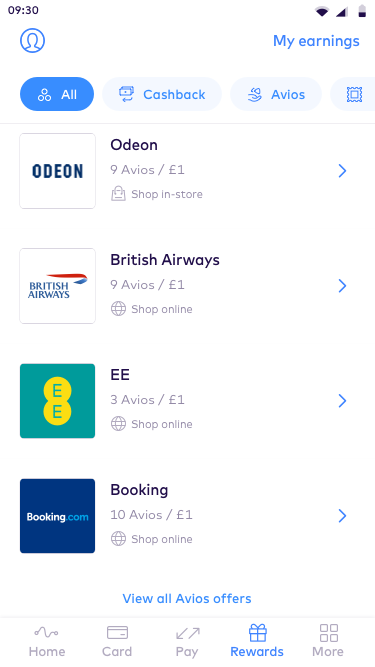 09:30
My earnings
All
Cashback
Avios
ODEON
Odeon
9 Avios / £1
Shop in-store
BRITISH
AIRWAYS
British Airways
9 Avios / £1
Shop online
EE
EE
3 Avios / £1
Shop online
Booking.com
Booking
10 Avios / £1
Shop online
View all Avios offers
Home
Card
Pay
Rewards
More